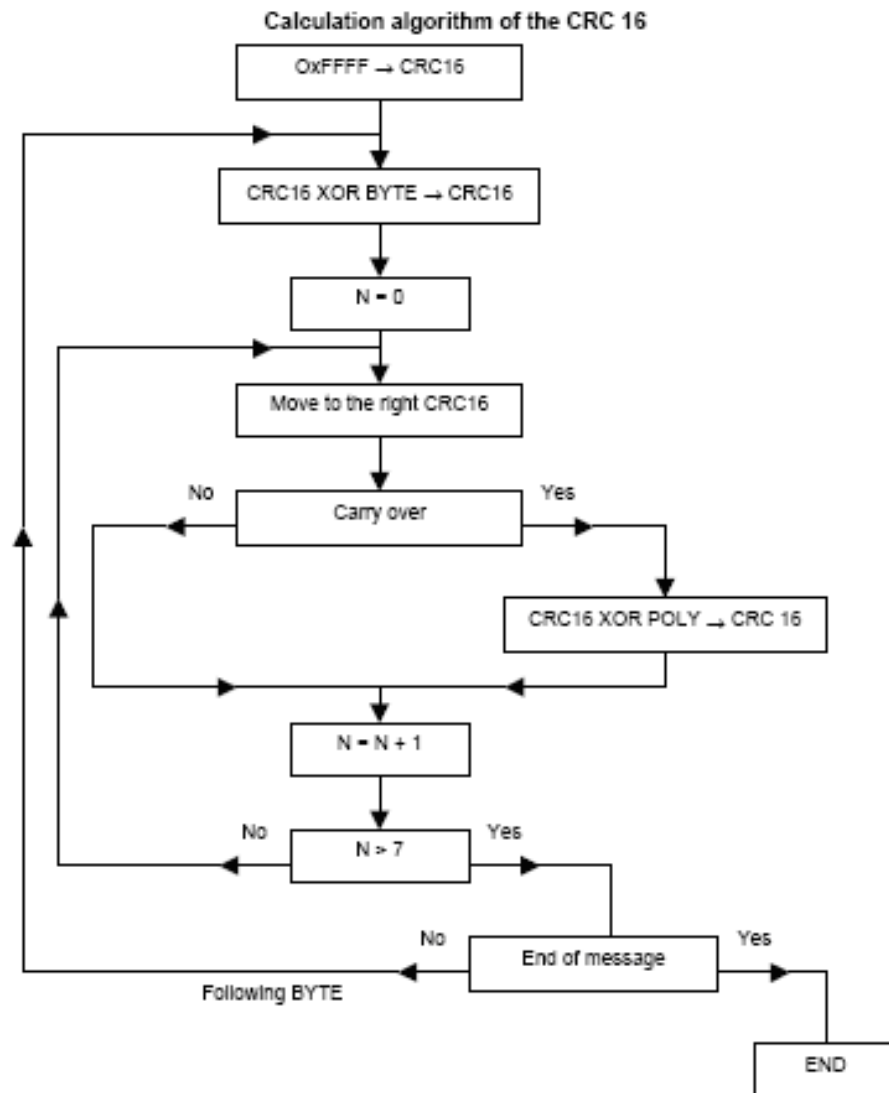 Calculation algorithm of the CRC 16
OxFFFF → CRC16
CRC16 XOR BYTE → CRC16
N = 0
Move to the right CRC16
No
Yes
Carry over
CRC16 XOR POLY → CRC 16
N = N + 1
No
Yes
N > 7
No
Yes
End of message
Following BYTE
END